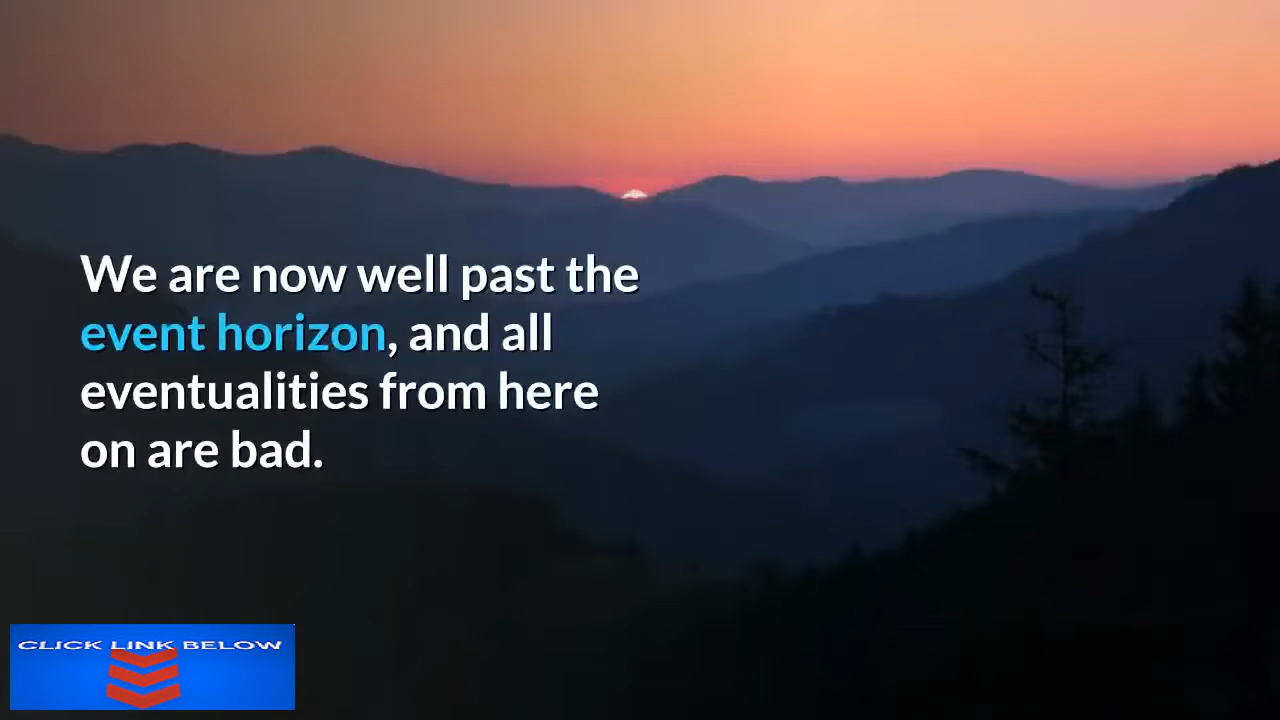 We are now well past the
event horizon, and all
eventualities from here
on are bad.
CLICK LINK BELOW